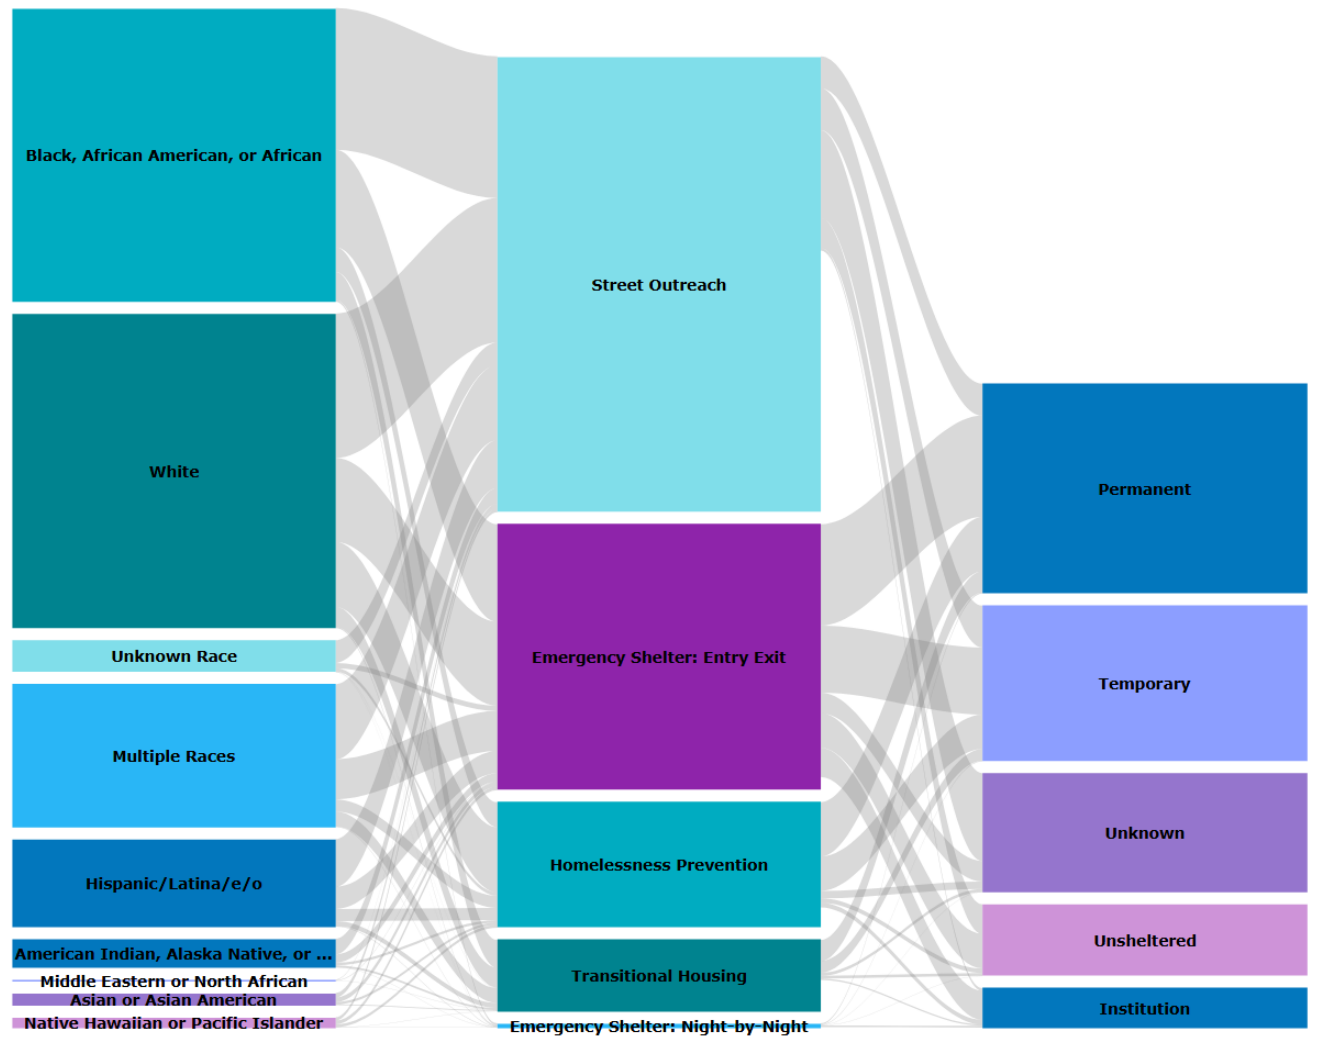 Black, African American, or African
White
Unknown Race
Multiple Races
Hispanic/Latina/e/o
American Indian, Alaska Native, or ...
Middle Eastern or North African
Asian or Asian American
Native Hawaiian or Pacific Islander
Street Outreach
Emergency Shelter: Entry Exit
Homelessness Prevention
Transitional Housing
Emergency Shelter: Night-by-Night
Permanent
Temporary
Unknown
Unsheltered
Institution